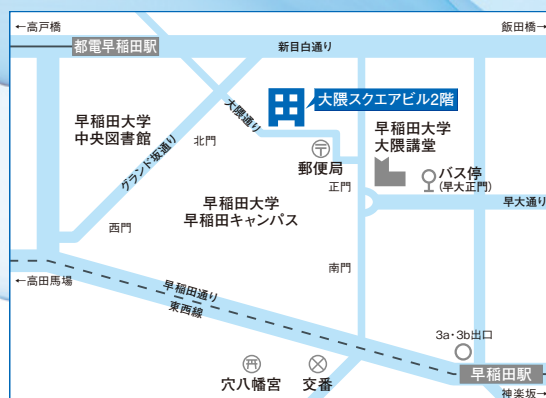 ←高戸橋
飯田橋→
都電早稲田駅
新目白通り
大隈スクエアビル2階
大隈通り
早稲田大学
中央図書館
北門
グランド坂通り
郵便局
早稲田大学
大隈講堂
バス停
(早大正門)
正門
早大通り
早稲田大学
早稲田キャンパス
西門
南門
←高田馬場
早稲田通り
東西線
3a・3b出口
早稲田駅
穴八幡宮
交番
神楽坂→